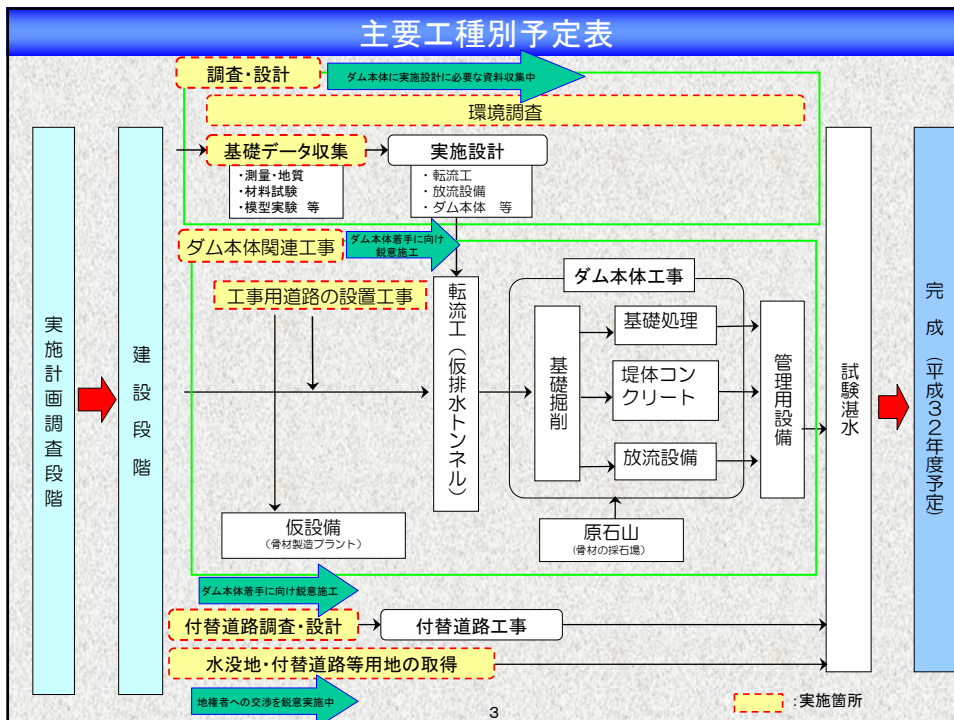 主要工種別予定表
調査・設計
ダム本体に実施設計に必要な資料収集中
環境調査
基礎データ収集
実施設計
・測量・地質
・材料試験
・模型実験 等
・転流工
・放流設備
・ダム本体 等
ダム本体関連工事
ダム本体着手に向け
鋭意施工
工事用道路の設置工事
転流工(仮排水トンネル)
ダム本体工事
基礎掘削
基礎処理
堤体コン
クリート
放流設備
管理用設備
仮設備
(骨材製造プラント)
原石山
(骨材の採石場)
実施計画調査段階
建設段階
試験湛水
完成(平成32年度予定)
ダム本体着手に向け鋭意施工
付替道路調査・設計
付替道路工事
水没地・付替道路等用地の取得
地権者への交渉を鋭意実施中
:実施箇所
3